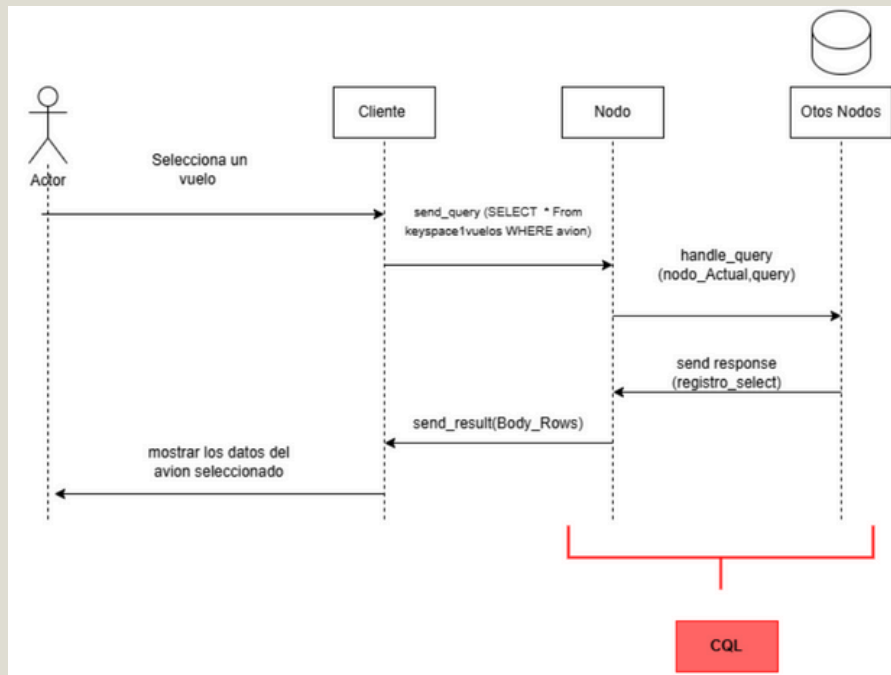 Cliente
Nodo
Otos Nodos
Actor
Selecciona un
vuelo
send_query (SELECT * From
keyspace1vuelos WHERE avion)
handle_query
(nodo_Actual,query)
send response
(registro_select)
send_result(Body_Rows)
mostrar los datos del
avion seleccionado
CQL